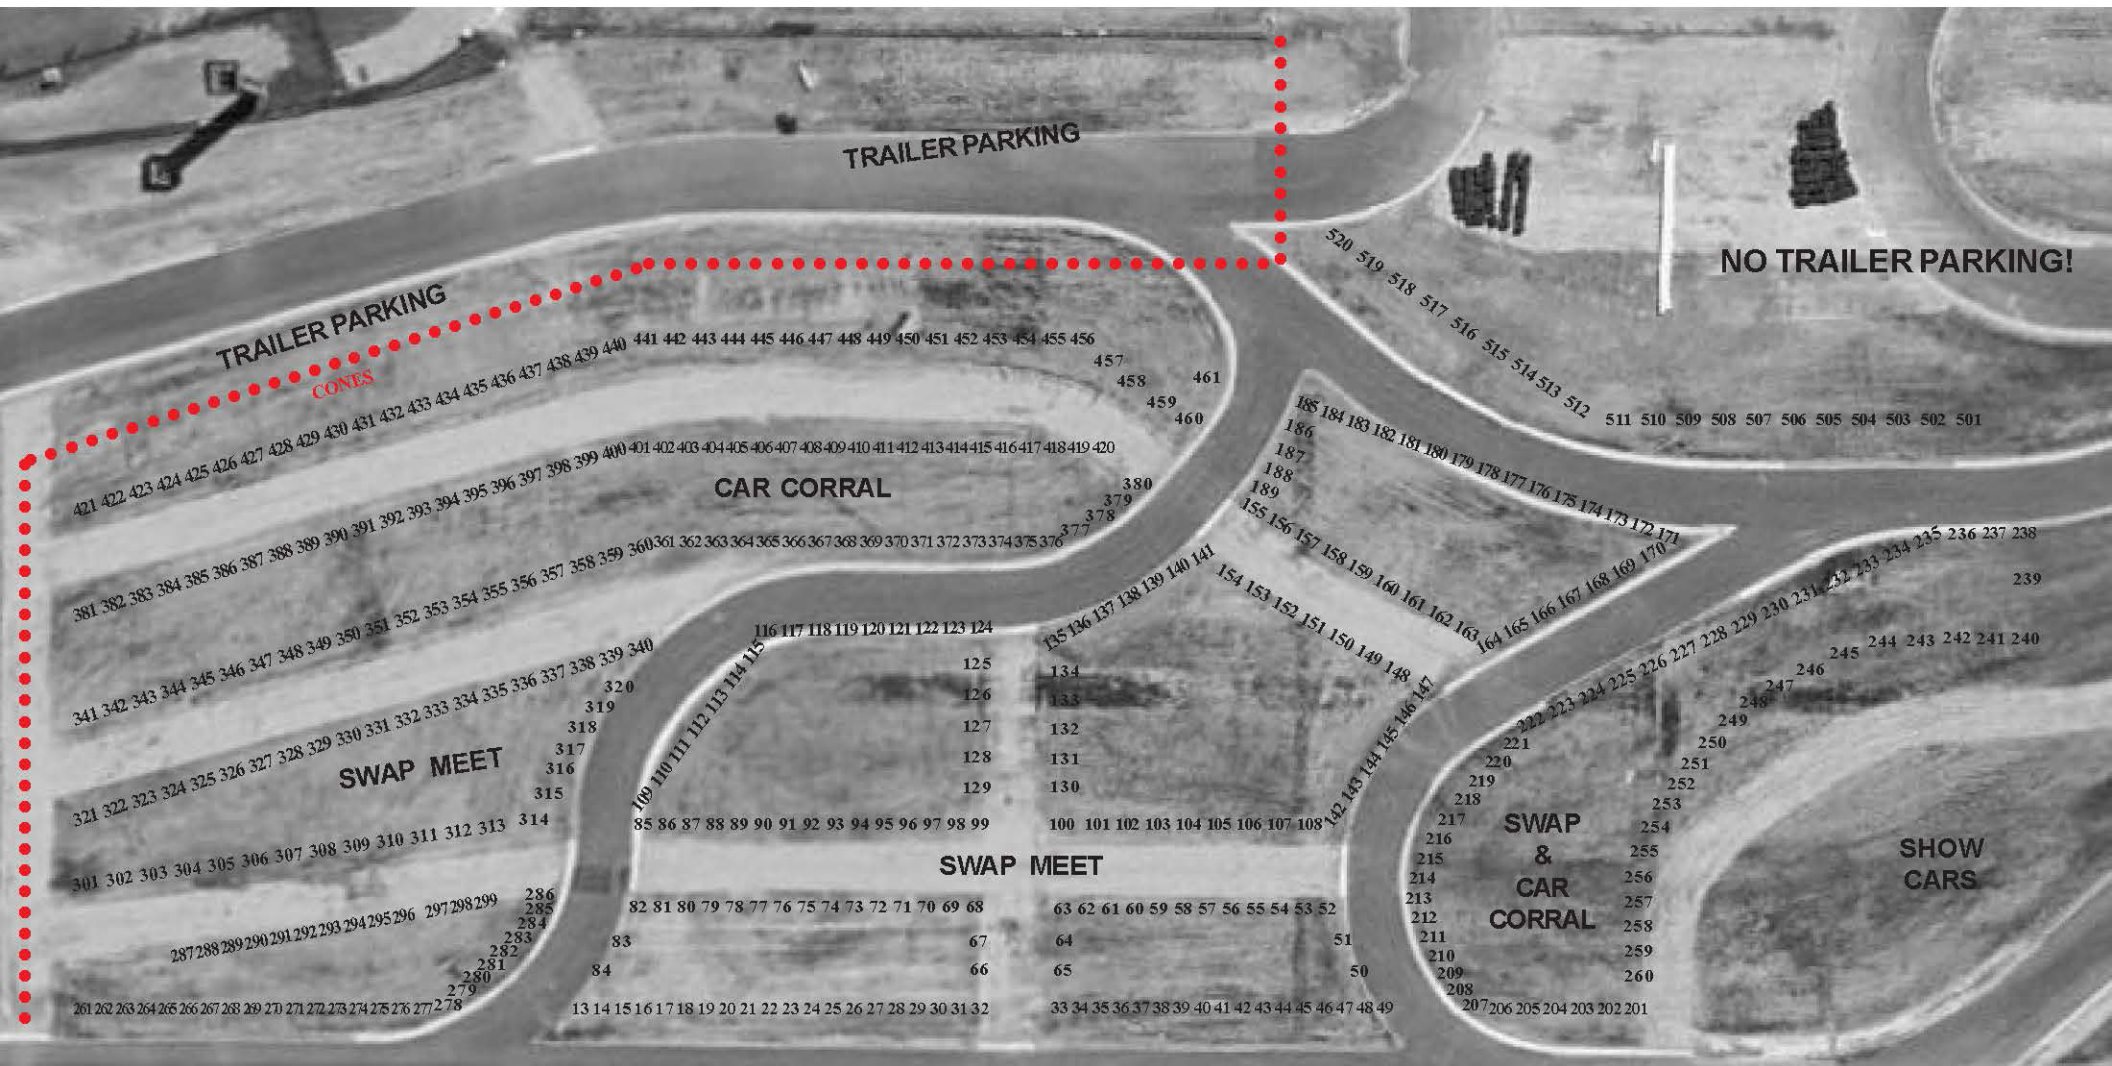 TRAILER PARKING
NO TRAILER PARKING!
TRAILER PARKING
CONES
520 519 518 517 516 515 514 513 512
511 510 509 508 507 506 505 504 503 502 501
421 422 423 424 425 426 427 428 429 430 431 432 433 434 435 436 437 438 439 440 441 442 443 444 445 446 447 448 449 450 451 452 453 454 455 456
457
458
459
460
461
381 382 383 384 385 386 387 388 389 390 391 392 393 394 395 396 397 398 399 400 401 402 403 404 405 406 407 408 409 410 411 412 413 414 415 416 417 418 419 420
CAR CORRAL
380
379
378
377
341 342 343 344 345 346 347 348 349 350 351 352 353 354 355 356 357 358 359 360 361 362 363 364 365 366 367 368 369 370 371 372 373 374 375 376
185 184 183 182 181 180 179 178 177 176 175 174 173 172 171
186
187
188
189
155 156 157 158 159 160 161 162 163
164 165 166 167 168 169 170
154 153 152 151 150 149 148
135 136 137 138 139 140 141
134
133
132
131
130
142 143 144 145 146 147
116 117 118 119 120 121 122 123 124
125
126
127
128
129
109 110 111 112 113 114 115
321 322 323 324 325 326 327 328 329 330 331 332 333 334 335 336 337 338 339 340
SWAP MEET
320
319
318
317
316
315
314
301 302 303 304 305 306 307 308 309 310 311 312 313
85 86 87 88 89 90 91 92 93 94 95 96 97 98 99
100 101 102 103 104 105 106 107 108
SWAP MEET
287 288 289 290 291 292 293 294 295 296 297 298 299
286
285
284
283
282
281
280
279
278
261 262 263 264 265 266 267 268 269 270 271 272 273 274 275 276 277
82 81 80 79 78 77 76 75 74 73 72 71 70 69 68
83
84
67
66
63 62 61 60 59 58 57 56 55 54 53 52
64
65
51
50
13 14 15 16 17 18 19 20 21 22 23 24 25 26 27 28 29 30 31 32
33 34 35 36 37 38 39 40 41 42 43 44 45 46 47 48 49
222 223 224 225 226 227 228 229 230 231 232 233 234 235 236 237 238
239
245 244 243 242 241 240
246
247
248
249
250
251
252
253
254
255
256
257
258
259
260
221
220
219
218
217
216
215
214
213
212
211
210
209
208
207 206 205 204 203 202 201
SWAP
&
CAR
CORRAL
SHOW
CARS